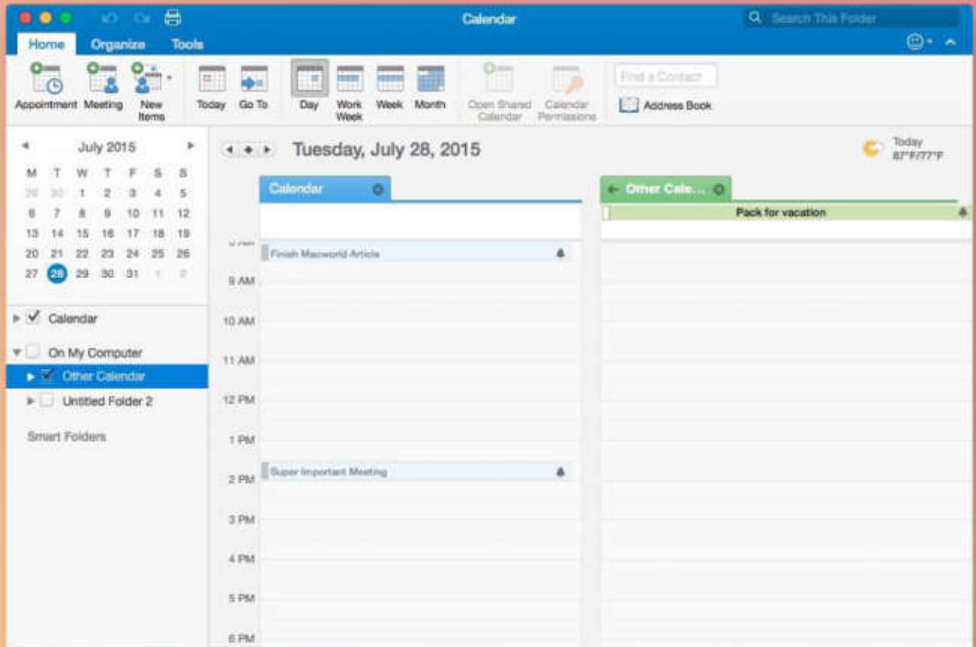 Calendar
Search This Folder
Home Organize Tools
Appointment Meeting New Items Today Go To Day Work Week Week Month Open Shared Calendar Calendar Permissions
Find a Contact
Address Book
July 2015
M T W T F S S
29 30 1 2 3 4 5
6 7 8 9 10 11 12
13 14 15 16 17 18 19
20 21 22 23 24 25 26
27 28 29 30 31 1 2
Calendar
On My Computer
Other Calendar
Untitled Folder 2
Smart Folders
Tuesday, July 28, 2015
Today
87°F/77°F
Calendar
Other Cale...
Pack for vacation
Finish Macworld Article
9 AM
10 AM
11 AM
12 PM
1 PM
Super Important Meeting
2 PM
3 PM
4 PM
5 PM
6 PM